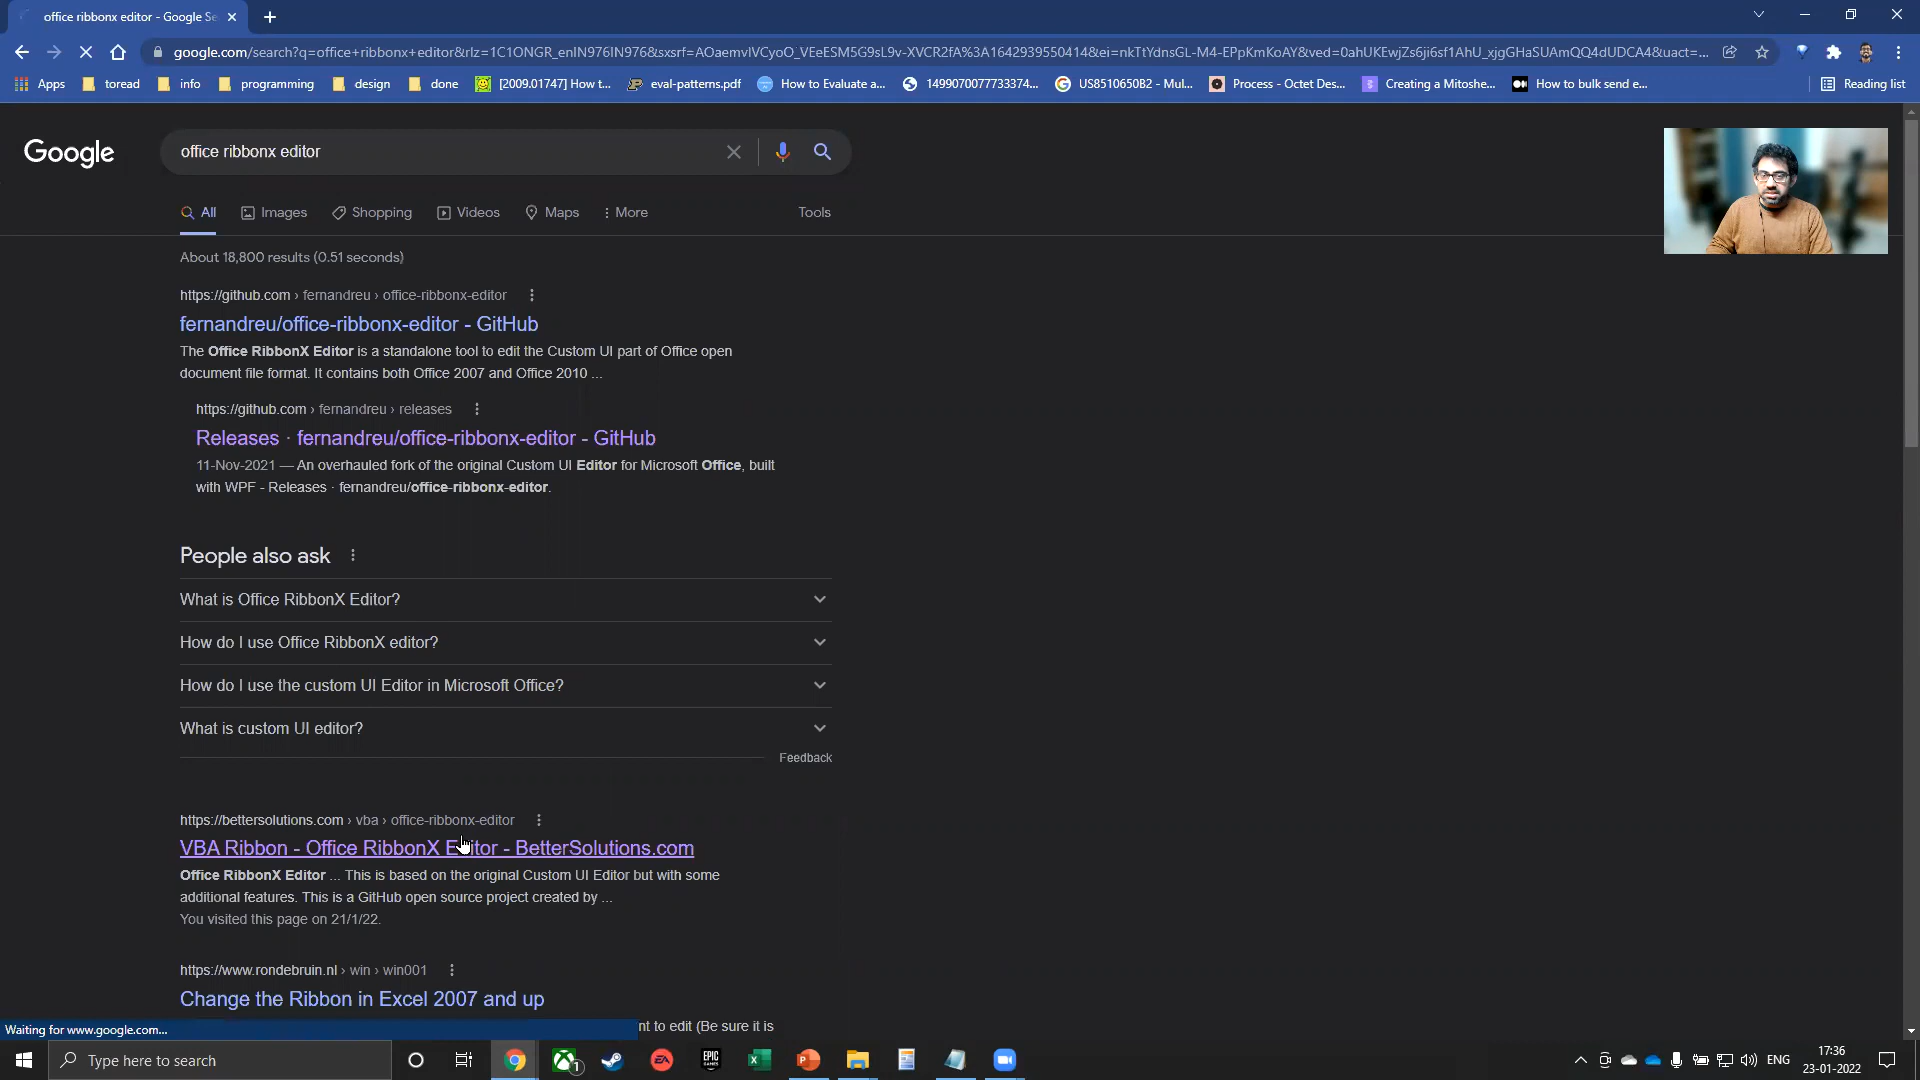 office ribbonx editor - Google Se
google.com/search?q=office+ribbonx+editor&rlz=1C1ONGR_enIN976IN976&sxsrf=AOaemvIVCyoO_VEeESM5G9sL9v-XVCR2fA%3A1642939550414&ei=nkTtYdnsGL-M4-EPpKmKoAY&ved=0ahUKEwjZs6ji6sf1AhU_xjgGHaSUAmQQ4dUDCA4&uact=...
Apps toread info programming design done [2009.01747] How t... eval-patterns.pdf How to Evaluate a... 1499070077733374... US8510650B2 - Mul... Process - Octet Des... Creating a Mitoshe... How to bulk send e... Reading list
Google office ribbonx editor
All Images Shopping Videos Maps More Tools
About 18,800 results (0.51 seconds)
https://github.com › fernandreu › office-ribbonx-editor
fernandreu/office-ribbonx-editor - GitHub
The Office RibbonX Editor is a standalone tool to edit the Custom UI part of Office open
document file format. It contains both Office 2007 and Office 2010 ...
https://github.com › fernandreu › releases
Releases · fernandreu/office-ribbonx-editor - GitHub
11-Nov-2021 — An overhauled fork of the original Custom UI Editor for Microsoft Office, built
with WPF - Releases · fernandreu/office-ribbonx-editor.
People also ask
What is Office RibbonX Editor?
How do I use Office RibbonX editor?
How do I use the custom UI Editor in Microsoft Office?
What is custom UI editor?
Feedback
https://bettersolutions.com › vba › office-ribbonx-editor
VBA Ribbon - Office RibbonX Editor - BetterSolutions.com
Office RibbonX Editor ... This is based on the original Custom UI Editor but with some
additional features. This is a GitHub open source project created by ...
You visited this page on 21/1/22.
https://www.rondebruin.nl › win › win001
Change the Ribbon in Excel 2007 and up
nt to edit (Be sure it is
Waiting for www.google.com...
Type here to search
EPIC GAMES
ENG
17:36
23-01-2022